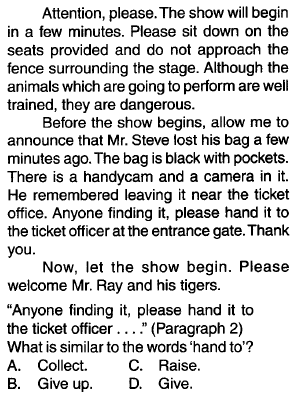 Attention, please. The show will begin
in a few minutes. Please sit down on the
seats provided and do not approach the
fence surrounding the stage. Although the
animals which are going to perform are well
trained, they are dangerous.
Before the show begins, allow me to
announce that Mr. Steve lost his bag a few
minutes ago. The bag is black with pockets.
There is a handycam and a camera in it.
He remembered leaving it near the ticket
office. Anyone finding it, please hand it to
the ticket officer at the entrance gate. Thank
you.
Now, let the show begin. Please
welcome Mr. Ray and his tigers.
“Anyone finding it, please hand it to
the ticket officer . . . .” (Paragraph 2)
What is similar to the words ‘hand to’?
A. Collect. C. Raise.
B. Give up. D. Give.